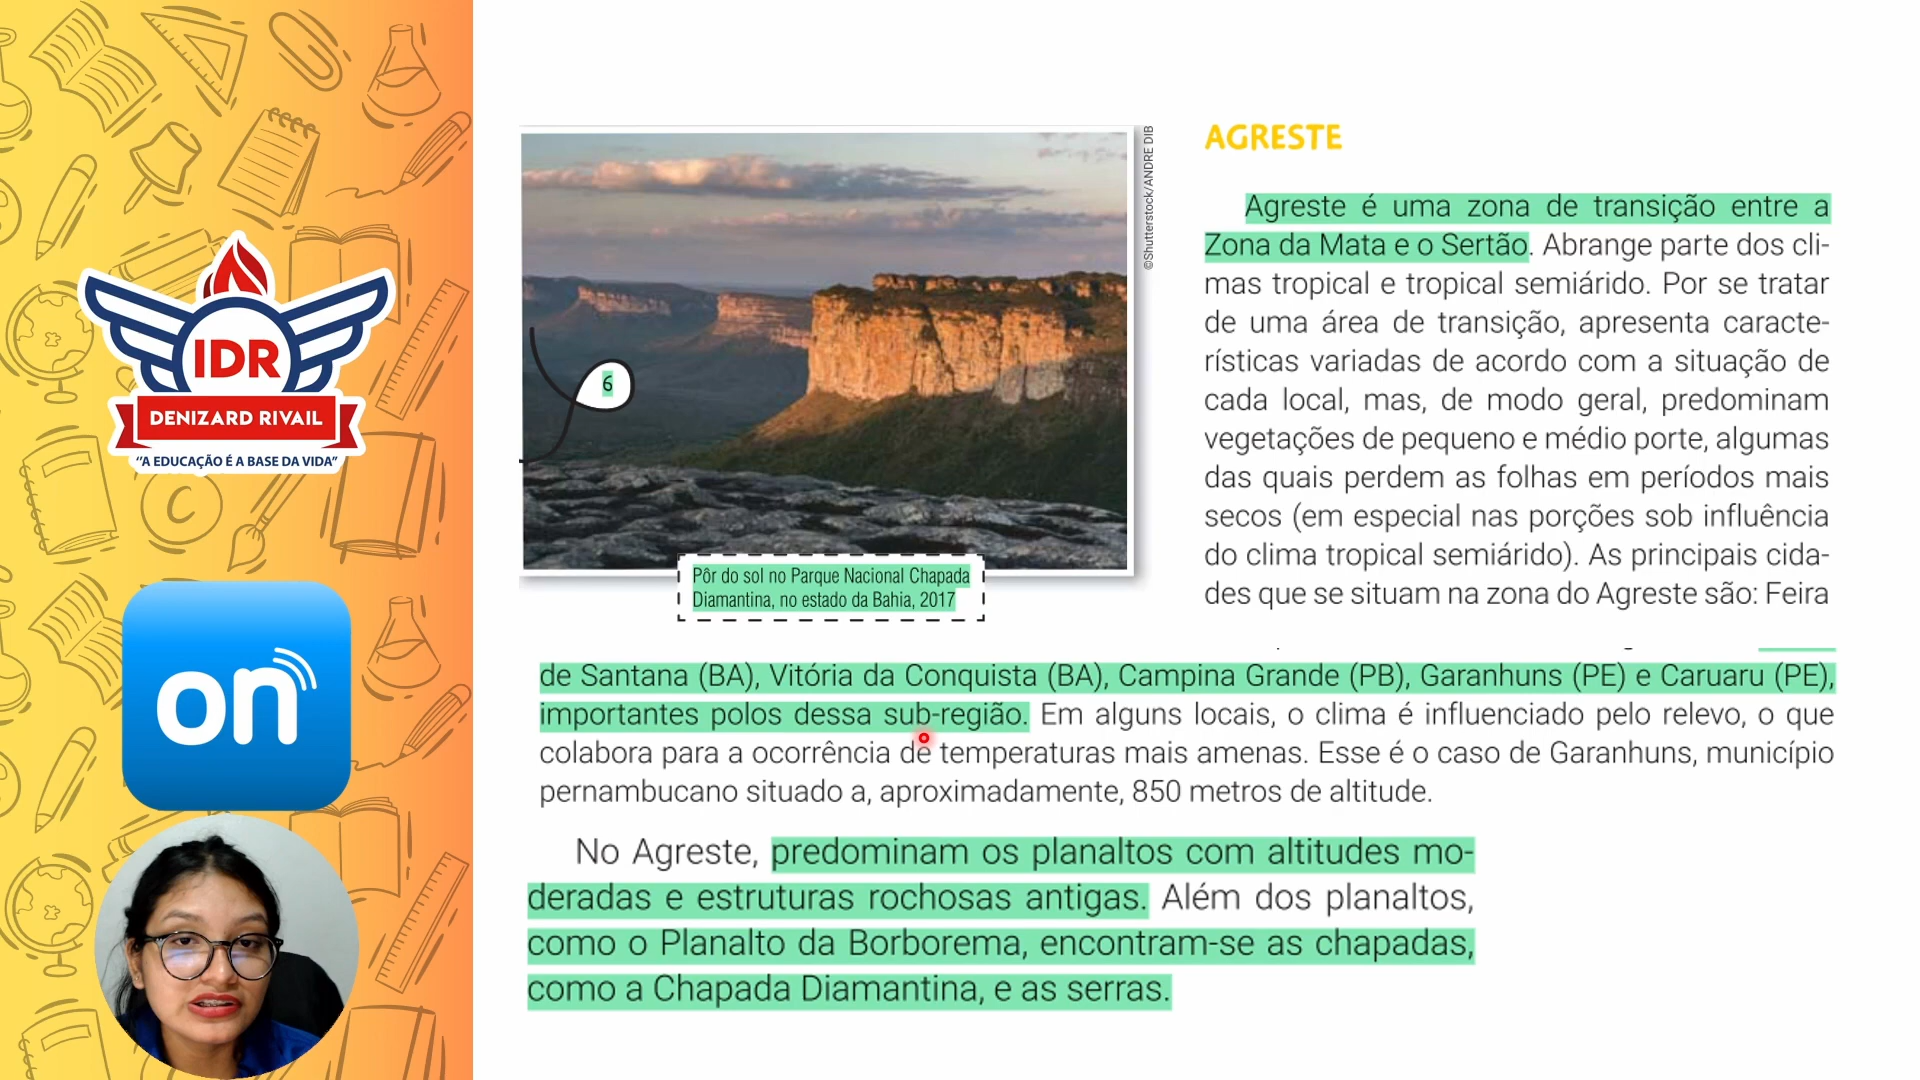 IDR
DENIZARD RIVAIL
"A EDUCAÇÃO É A BASE DA VIDA"
on
6
Pôr do sol no Parque Nacional Chapada
Diamantina, no estado da Bahia, 2017
©Shutterstock/ANDRE DIB
AGRESTE
Agreste é uma zona de transição entre a
Zona da Mata e o Sertão. Abrange parte dos cli-
mas tropical e tropical semiárido. Por se tratar
de uma área de transição, apresenta caracte-
rísticas variadas de acordo com a situação de
cada local, mas, de modo geral, predominam
vegetações de pequeno e médio porte, algumas
das quais perdem as folhas em períodos mais
secos (em especial nas porções sob influência
do clima tropical semiárido). As principais cida-
des que se situam na zona do Agreste são: Feira
de Santana (BA), Vitória da Conquista (BA), Campina Grande (PB), Garanhuns (PE) e Caruaru (PE),
importantes polos dessa sub-região. Em alguns locais, o clima é influenciado pelo relevo, o que
colabora para a ocorrência de temperaturas mais amenas. Esse é o caso de Garanhuns, município
pernambucano situado a, aproximadamente, 850 metros de altitude.
No Agreste, predominam os planaltos com altitudes mo-
deradas e estruturas rochosas antigas. Além dos planaltos,
como o Planalto da Borborema, encontram-se as chapadas,
como a Chapada Diamantina, e as serras.